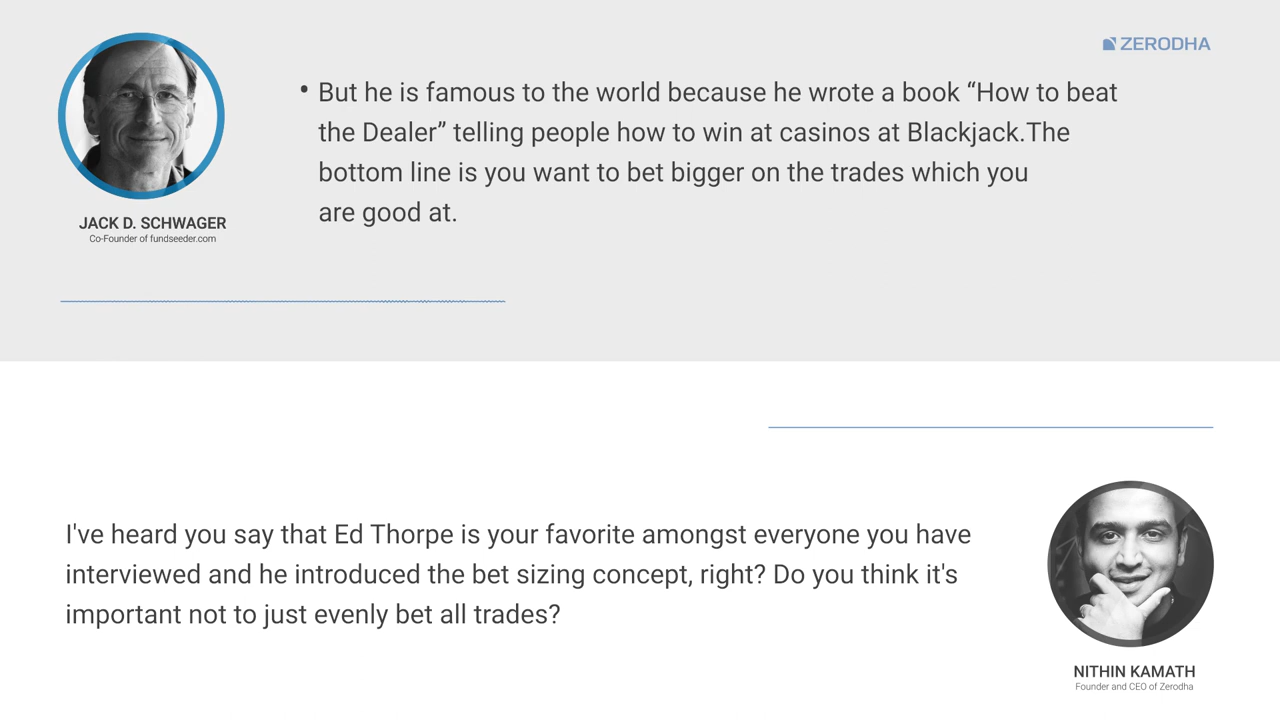 ZERODHA
• But he is famous to the world because he wrote a book “How to beat
the Dealer” telling people how to win at casinos at Blackjack.The
bottom line is you want to bet bigger on the trades which you
are good at.
JACK D. SCHWAGER
Co-Founder of fundseeder.com
I've heard you say that Ed Thorpe is your favorite amongst everyone you have
interviewed and he introduced the bet sizing concept, right? Do you think it's
important not to just evenly bet all trades?
NITHIN KAMATH
Founder and CEO of Zerodha